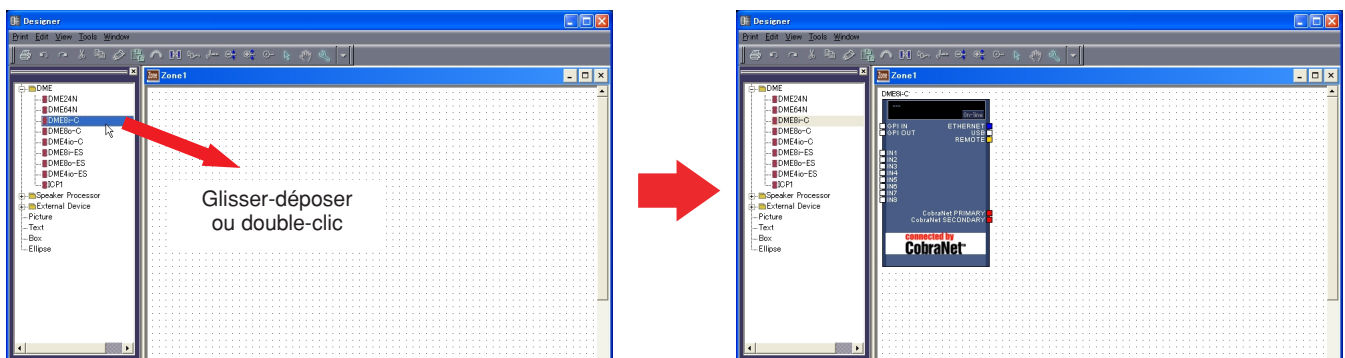 Designer
Print Edit View Tools Window
Zone1
DME
DME24N
DME64N
DME8i-C
DME8o-C
DME4io-C
DME8i-ES
DME8o-ES
DME4io-ES
ICP1
Speaker Processor
External Device
Picture
Text
Box
Ellipse
Glisser-déposer
ou double-clic
Designer
Print Edit View Tools Window
Zone1
DME
DME24N
DME64N
DME8i-C
DME8o-C
DME4io-C
DME8i-ES
DME8o-ES
DME4io-ES
ICP1
Speaker Processor
External Device
Picture
Text
Box
Ellipse
DME8i-C
---
On-line
GPI IN ETHERNET
GPI OUT USB
REMOTE
IN1
IN2
IN3
IN4
IN5
IN6
IN7
IN8
CobraNet PRIMARY
CobraNet SECONDARY
connected by
CobraNet™